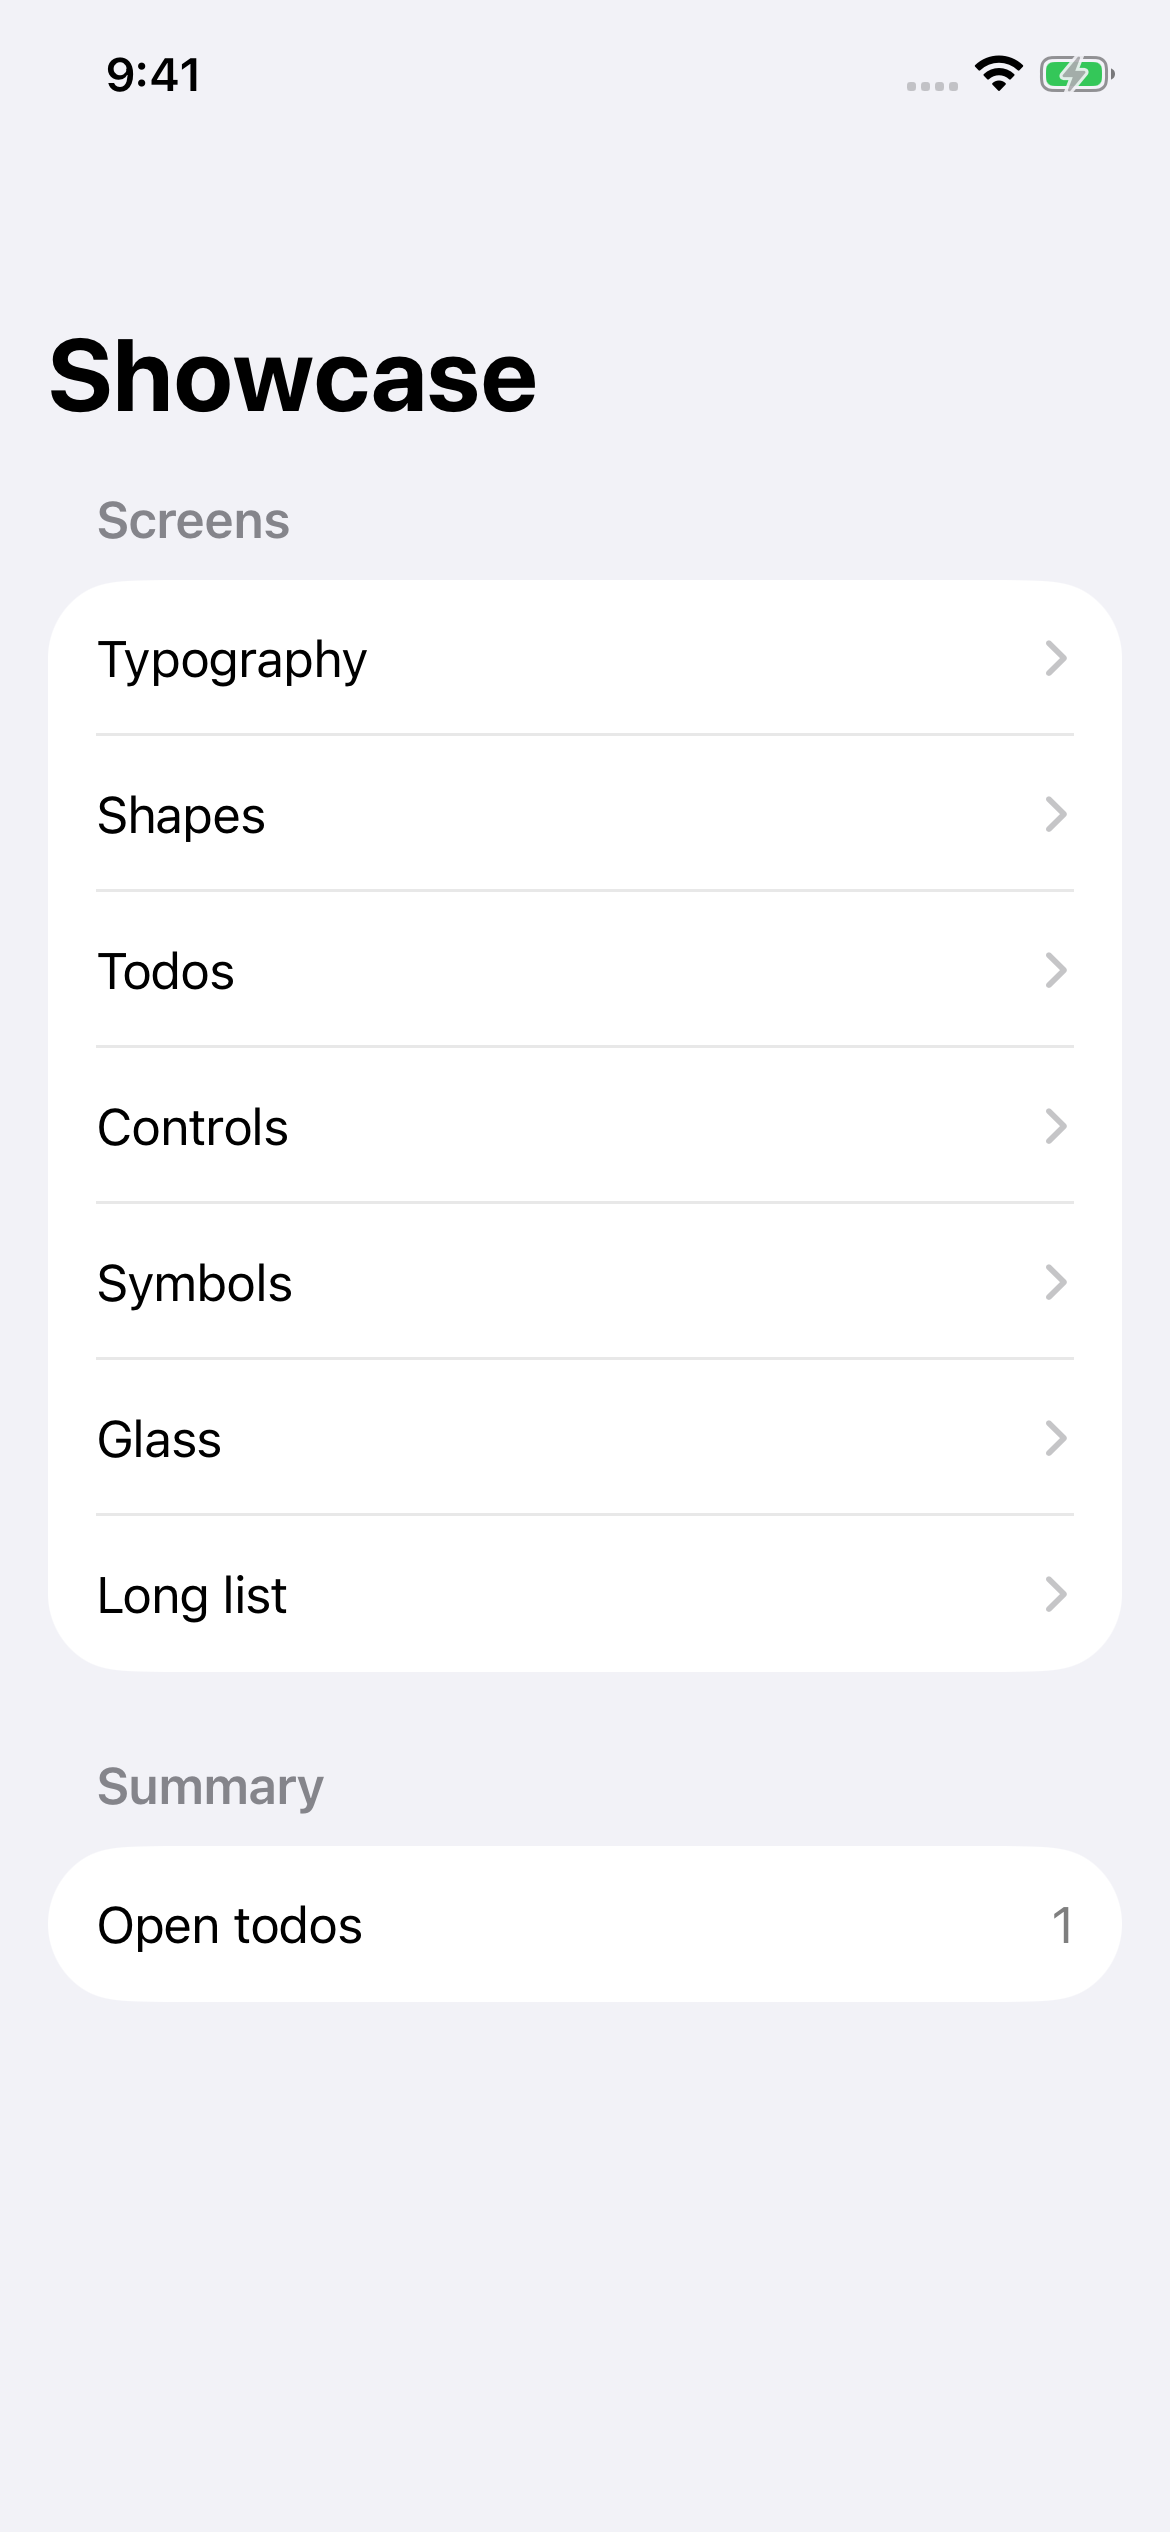 9:41
Showcase
Screens
Typography
Shapes
Todos
Controls
Symbols
Glass
Long list
Summary
Open todos 1